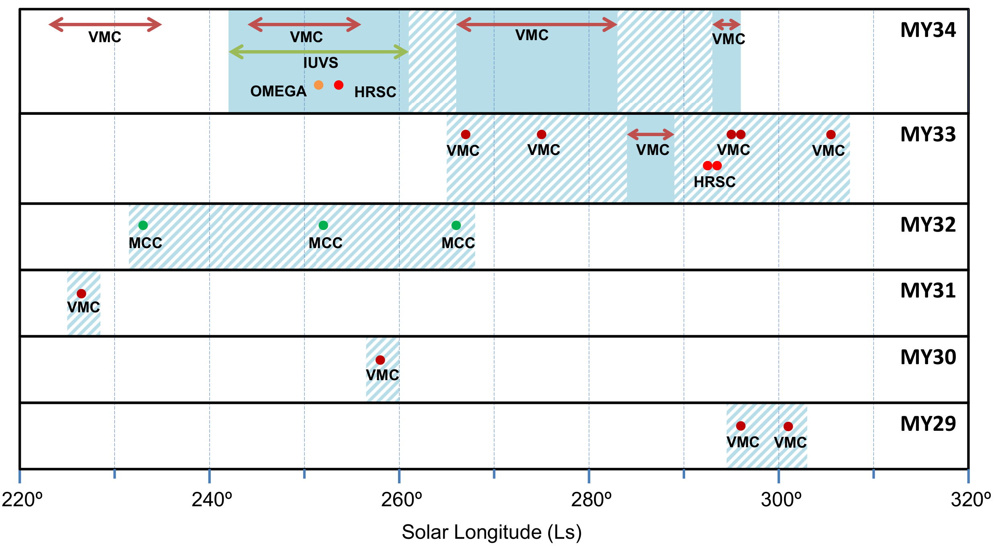 MY34
VMC
VMC
VMC
VMC
IUVS
OMEGA
HRSC
MY33
VMC
VMC
VMC
VMC
VMC
HRSC
MY32
MCC
MCC
MCC
MY31
VMC
MY30
VMC
MY29
VMC
VMC
220º
240º
260º
280º
300º
320º
Solar Longitude (Ls)